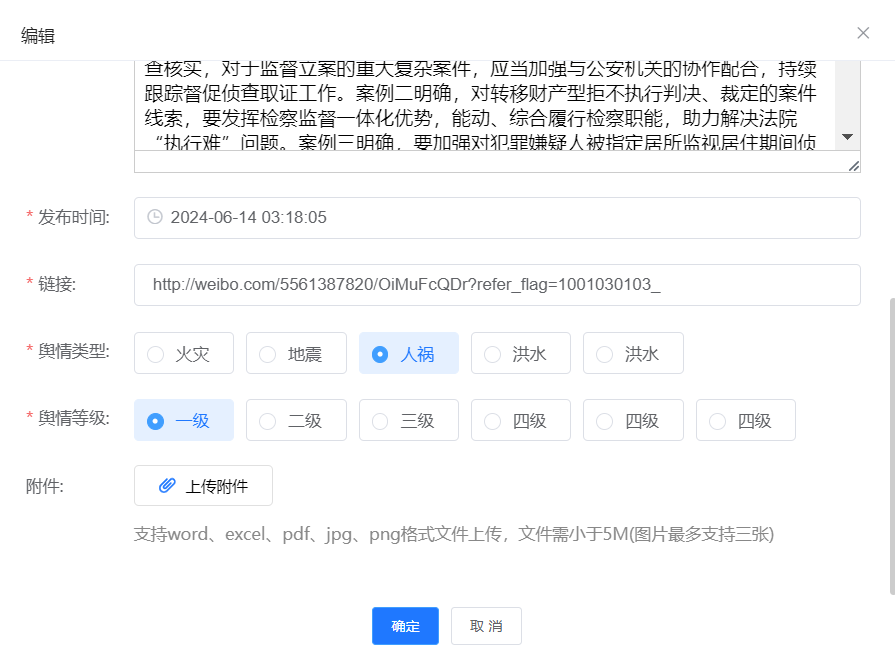 编辑
查核实，对于监督立案的重大复杂案件，应当加强与公安机关的协作配合，持续
跟踪督促侦查取证工作。案例二明确，对转移财产型拒不执行判决、裁定的案件
线索，要发挥检察监督一体化优势，能动、综合履行检察职能，助力解决法院
“执行难”问题。案例三明确，要加强对犯罪嫌疑人被指定居所监视居住期间侦
* 发布时间: 2024-06-14 03:18:05
* 链接: http://weibo.com/5561387820/OiMuFcQDr?refer_flag=1001030103_
* 舆情类型: 火灾 地震 人祸 洪水 洪水
* 舆情等级: 一级 二级 三级 四级 四级 四级
附件: 上传附件
支持word、excel、pdf、jpg、png格式文件上传，文件需小于5M(图片最多支持三张)
确定 取 消